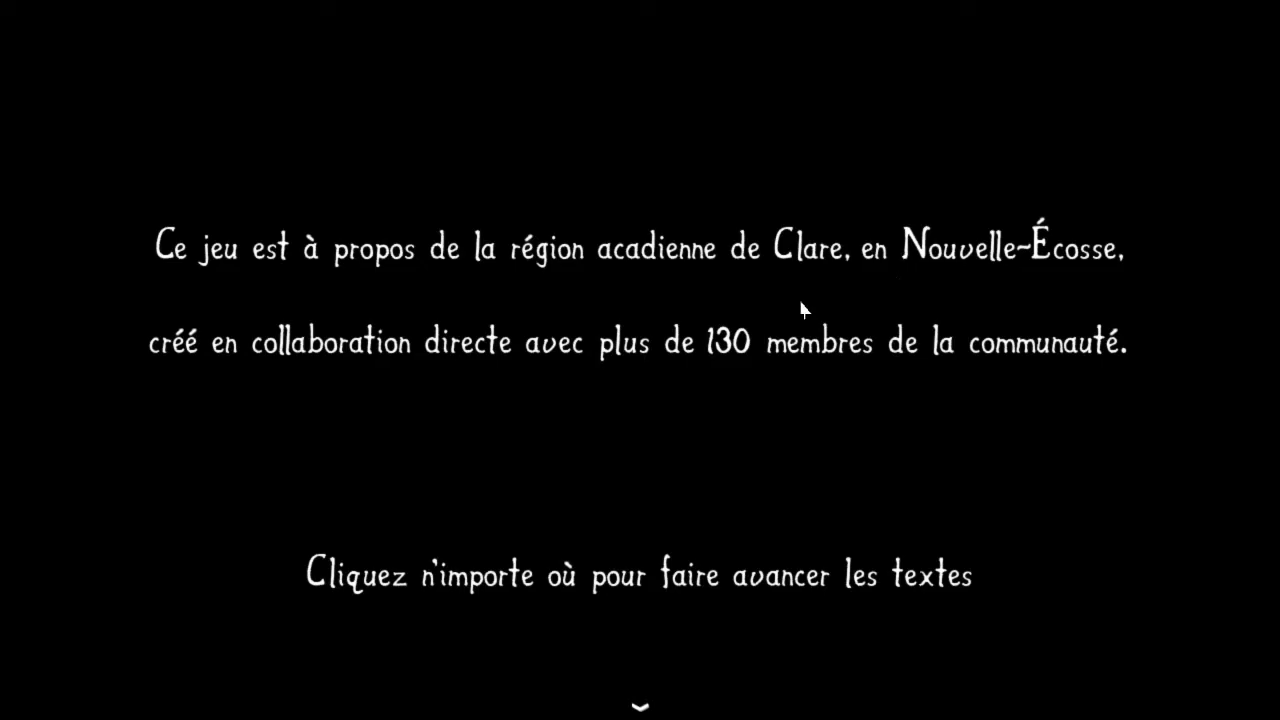 Ce jeu est à propos de la région acadienne de Clare, en Nouvelle-Écosse,
créé en collaboration directe avec plus de 130 membres de la communauté.
Cliquez n'importe où pour faire avancer les textes